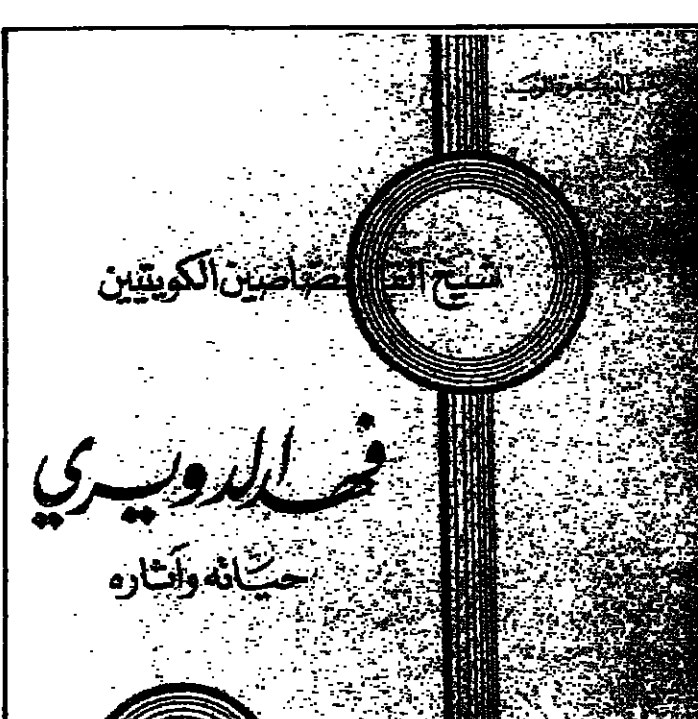 شيخ القصاصين الكويتيين
فهد الدويري
حياته وآثاره